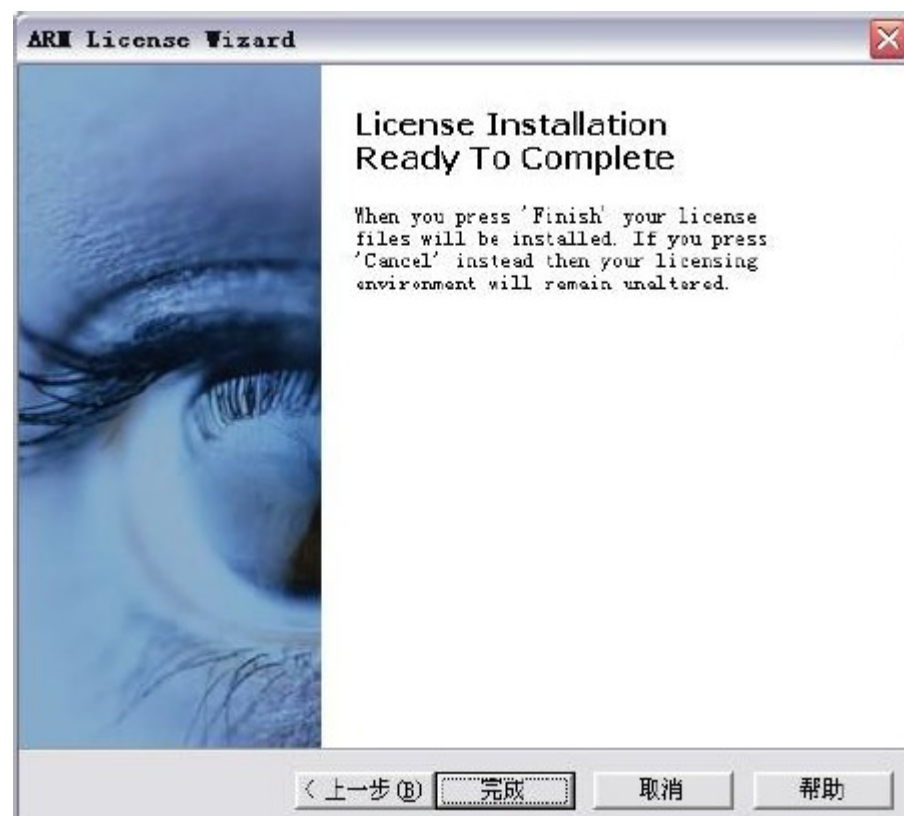 ARM License Wizard
License Installation
Ready To Complete
When you press 'Finish' your license
files will be installed. If you press
'Cancel' instead then your licensing
environment will remain unaltered.
< 上一步(B)
完成
取消
帮助